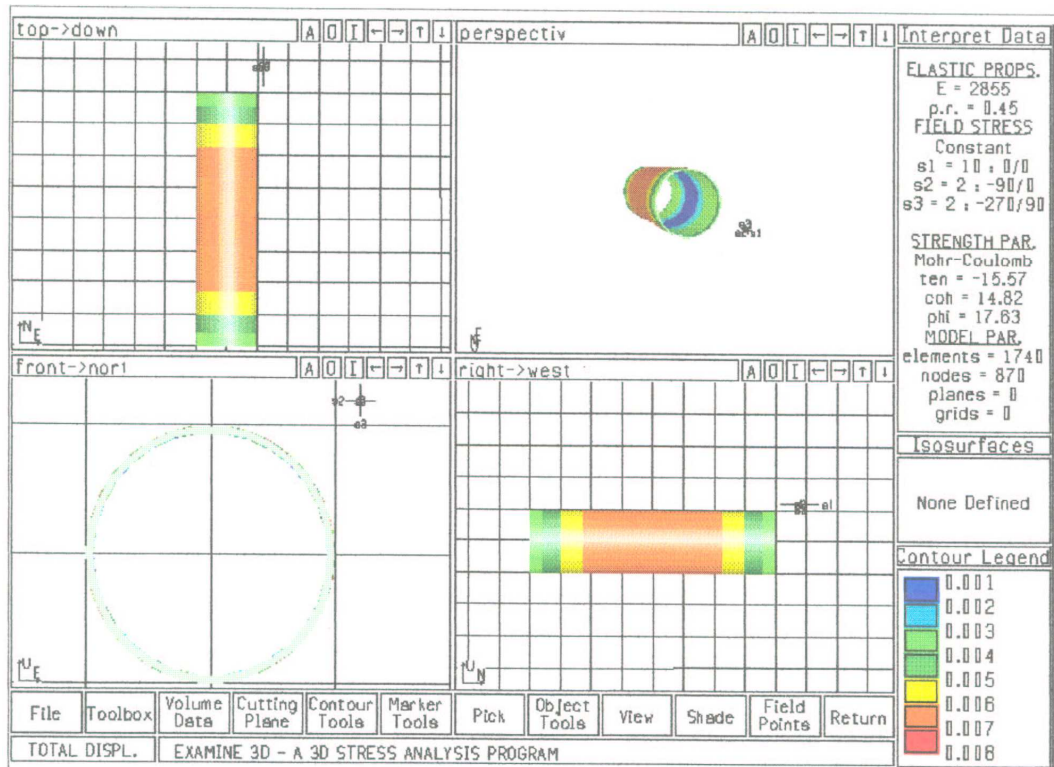 top->down
A O I ← → ↑ ↓
perspectiv
A O I ← → ↑ ↓
Interpret Data
ELASTIC PROPS.
E = 2855
p.r. = 0.45
FIELD STRESS
Constant
s1 = 10 : 0/0
s2 = 2 : -90/0
s3 = 2 : -270/90
STRENGTH PAR.
Mohr-Coulomb
ten = -15.57
coh = 14.82
phi = 17.63
MODEL PAR.
elements = 1740
nodes = 870
planes = 0
grids = 0
N
E
front->nor
A O I ← → ↑ ↓
right->west
A O I ← → ↑ ↓
s2
s3
s1
Isosurfaces
None Defined
Contour Legend
0.001
0.002
0.003
0.004
0.005
0.006
0.007
0.008
U
E
U
N
File
Toolbox
Volume Data
Cutting Plane
Contour Tools
Marker Tools
Pick
Object Tools
View
Shade
Field Points
Return
TOTAL DISPL.
EXAMINE 3D - A 3D STRESS ANALYSIS PROGRAM